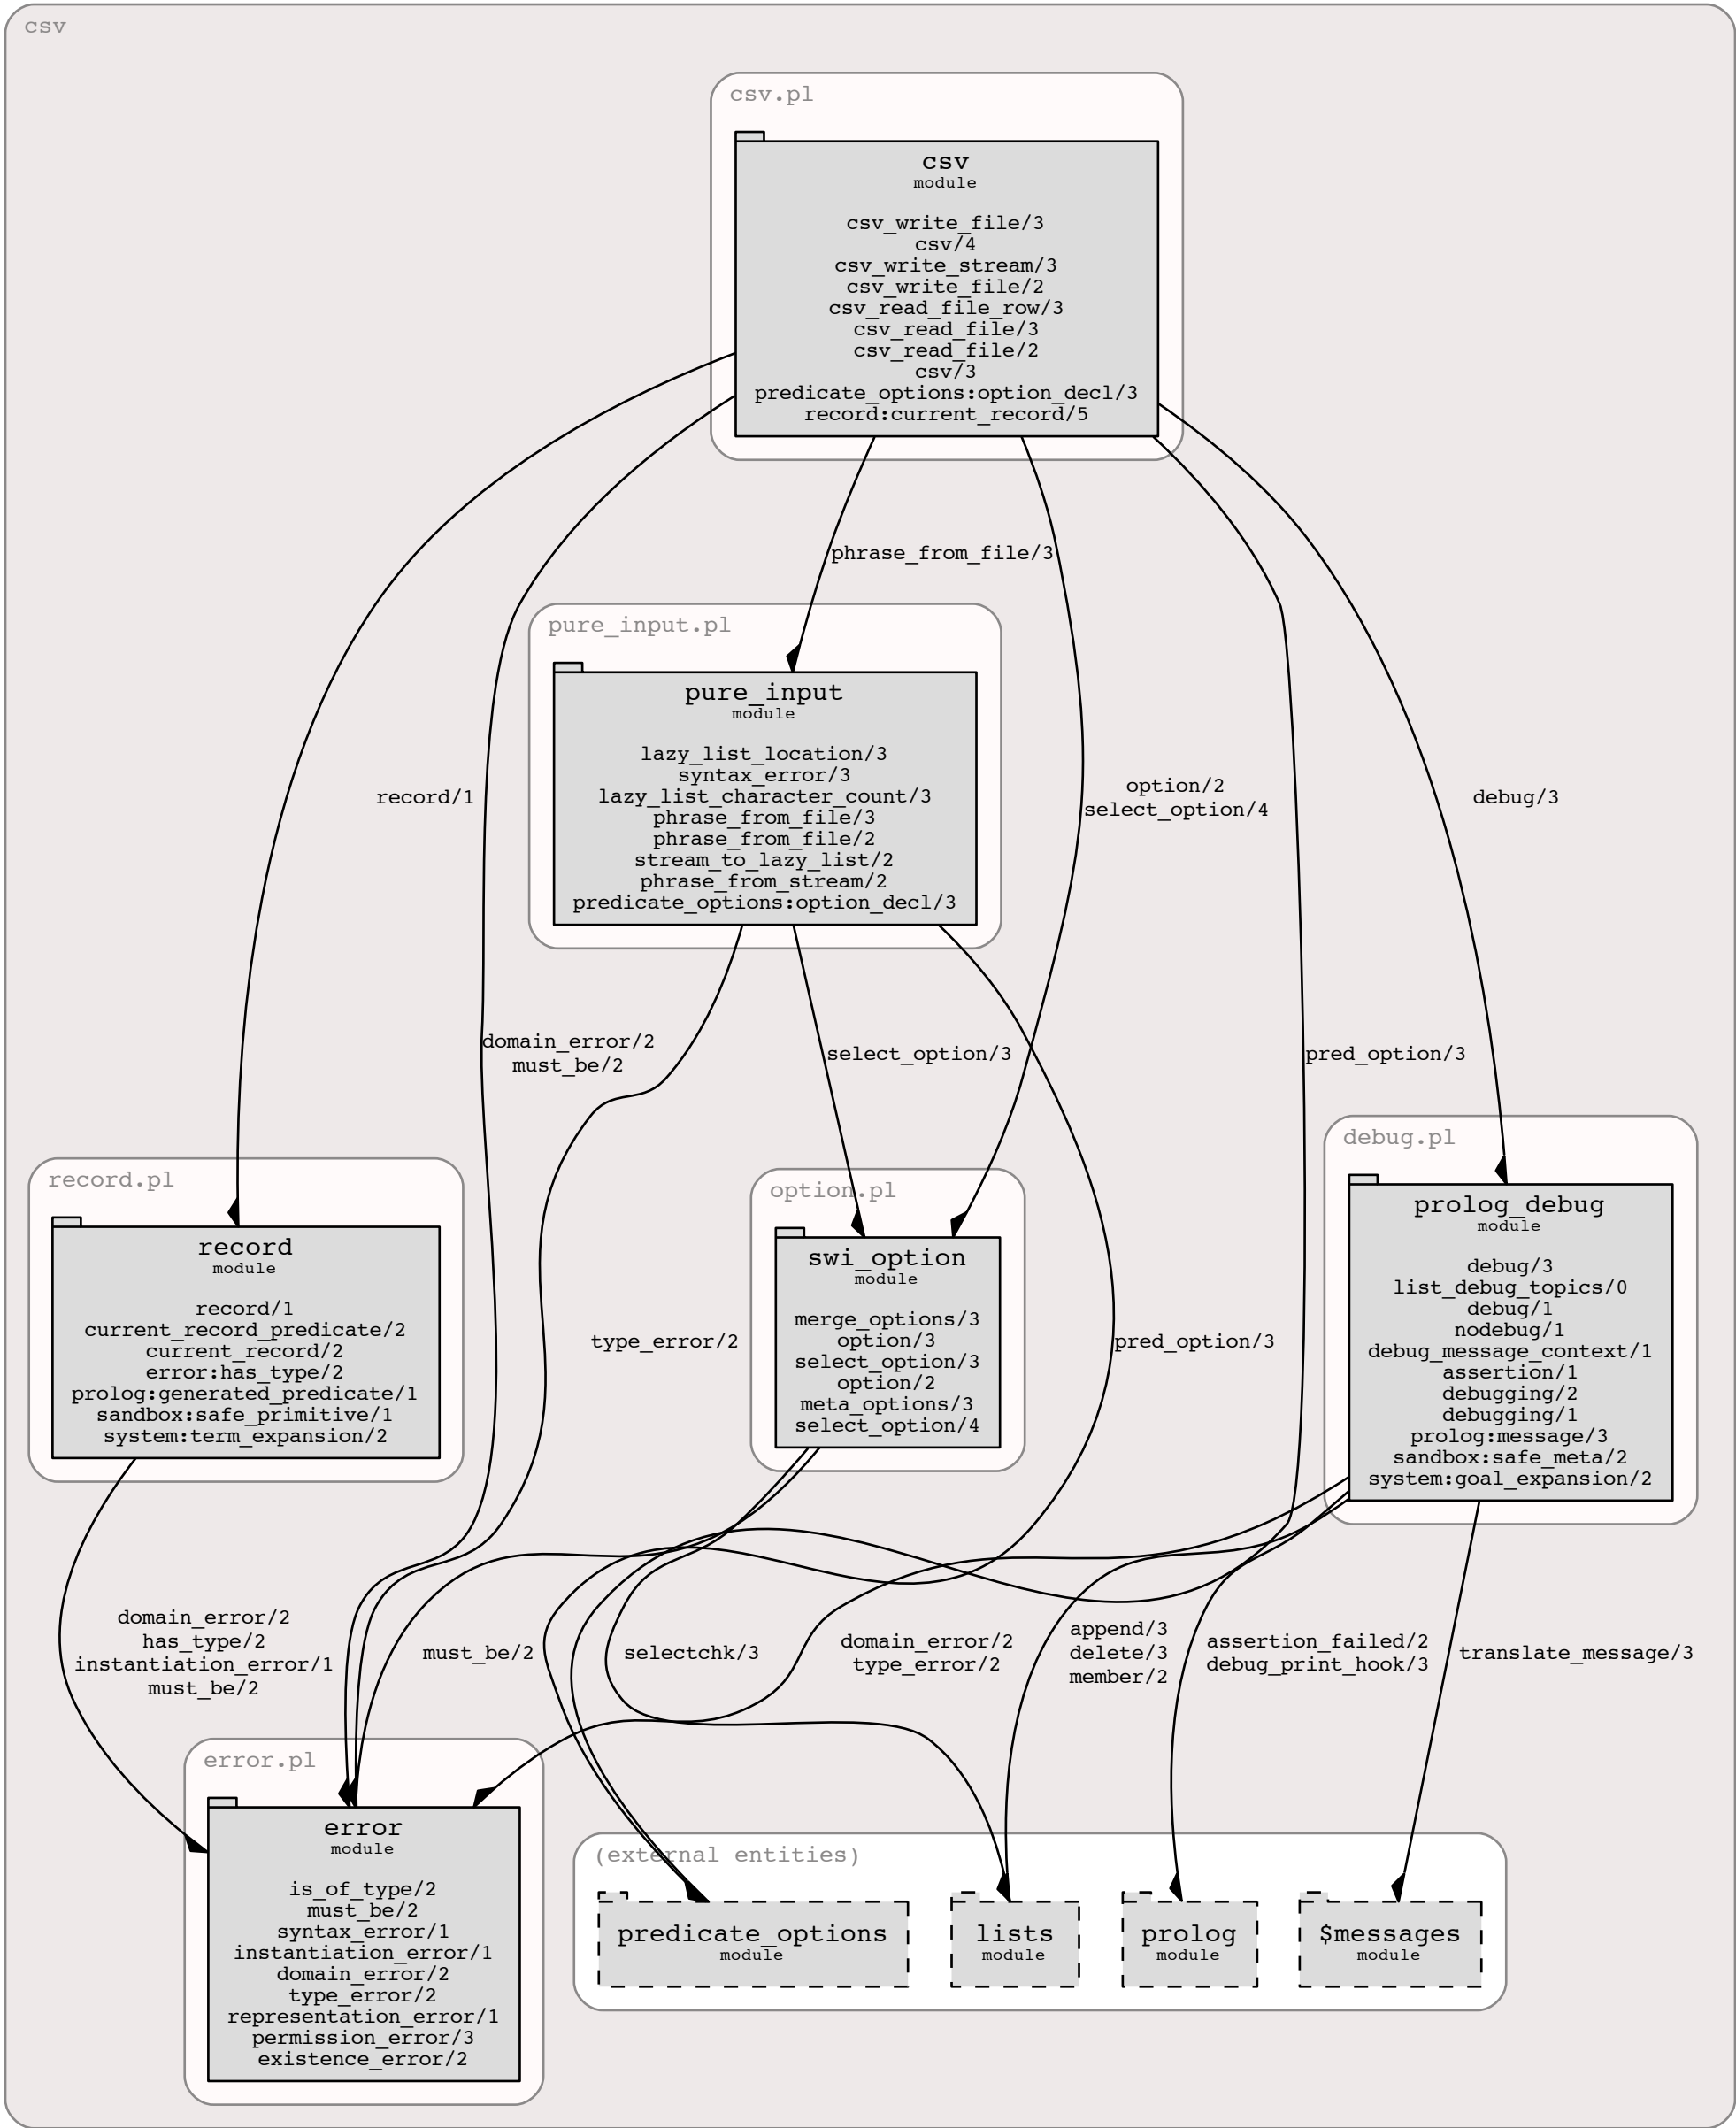 csv
csv.pl
csv
module
csv_write_file/3
csv/4
csv_write_stream/3
csv_write_file/2
csv_read_file_row/3
csv_read_file/3
csv_read_file/2
csv/3
predicate_options:option_decl/3
record:current_record/5
phrase_from_file/3
pure_input.pl
pure_input
module
lazy_list_location/3
syntax_error/3
lazy_list_character_count/3
phrase_from_file/3
phrase_from_file/2
stream_to_lazy_list/2
phrase_from_stream/2
predicate_options:option_decl/3
record/1
option/2
select_option/4
debug/3
domain_error/2
must_be/2
select_option/3
pred_option/3
record.pl
record
module
record/1
current_record_predicate/2
current_record/2
error:has_type/2
prolog:generated_predicate/1
sandbox:safe_primitive/1
system:term_expansion/2
type_error/2
option.pl
swi_option
module
merge_options/3
option/3
select_option/3
option/2
meta_options/3
select_option/4
pred_option/3
debug.pl
prolog_debug
module
debug/3
list_debug_topics/0
debug/1
nodebug/1
debug_message_context/1
assertion/1
debugging/2
debugging/1
prolog:message/3
sandbox:safe_meta/2
system:goal_expansion/2
domain_error/2
has_type/2
instantiation_error/1
must_be/2
must_be/2
selectchk/3
domain_error/2
type_error/2
append/3
delete/3
member/2
assertion_failed/2
debug_print_hook/3
translate_message/3
error.pl
error
module
is_of_type/2
must_be/2
syntax_error/1
instantiation_error/1
domain_error/2
type_error/2
representation_error/1
permission_error/3
existence_error/2
(external entities)
predicate_options
module
lists
module
prolog
module
$messages
module